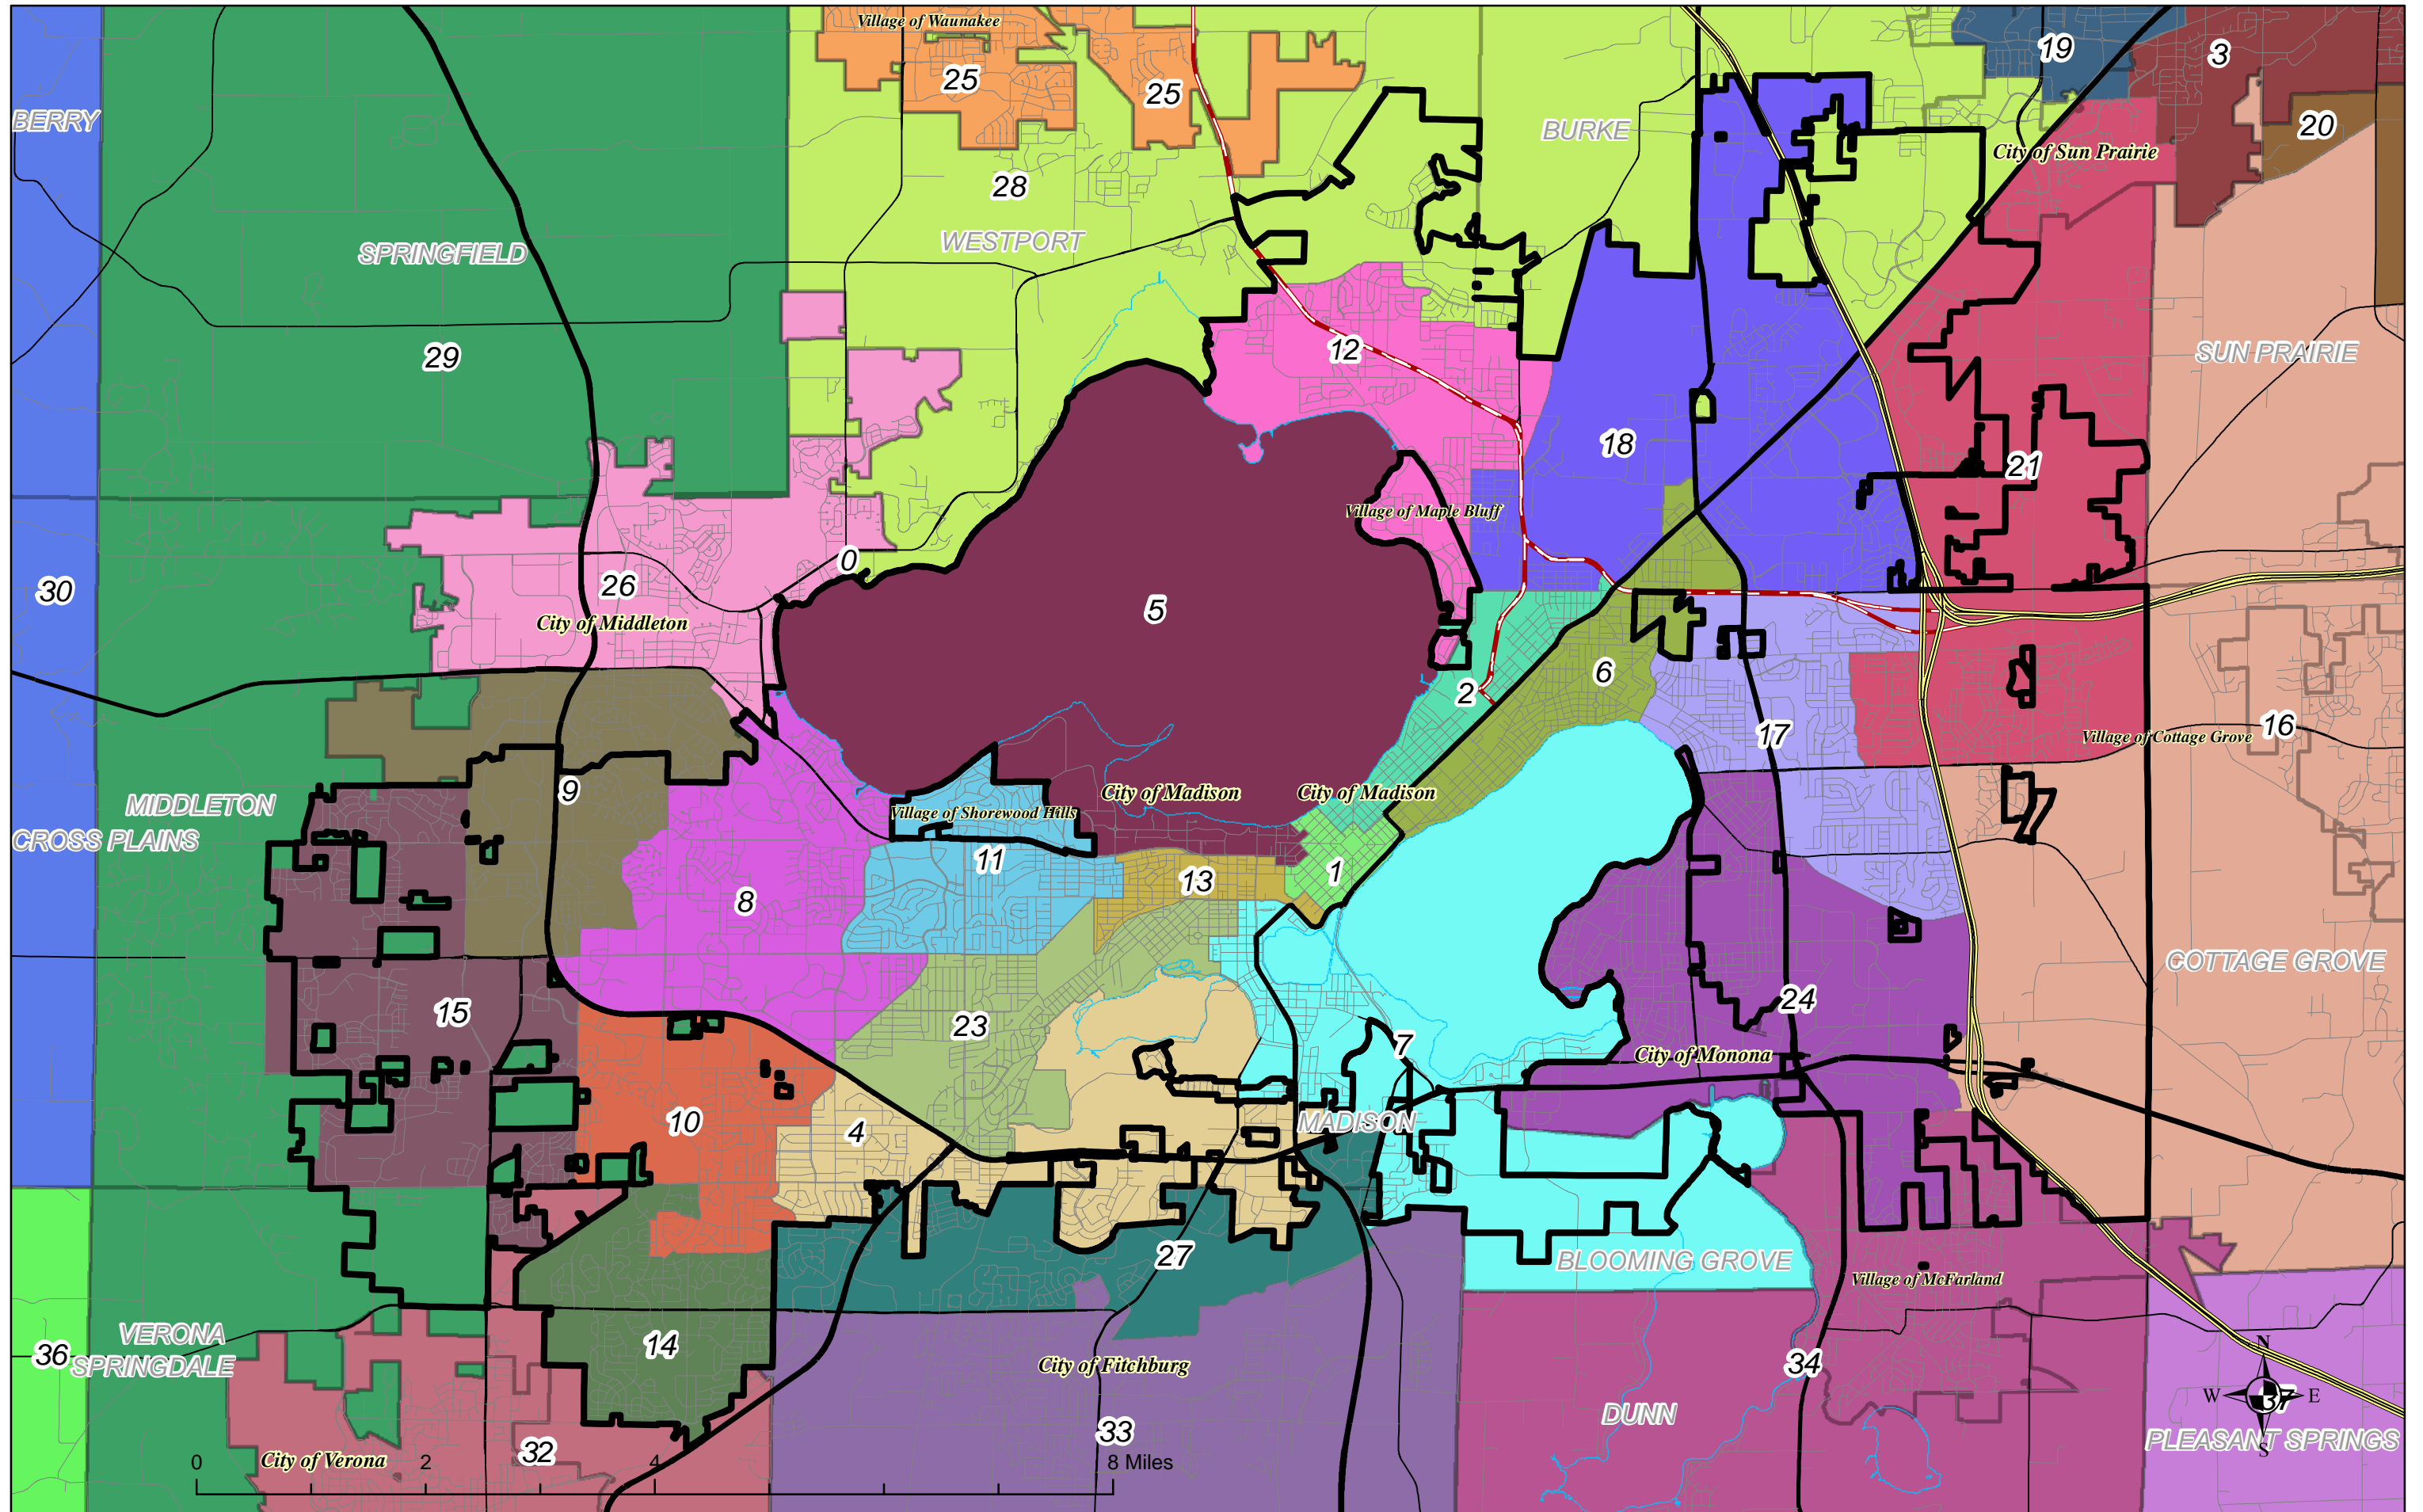 Village of Waunakee
19
3
25
25
BERRY
20
BURKE
City of Sun Prairie
28
WESTPORT
SPRINGFIELD
12
SUN PRAIRIE
29
18
21
Village of Maple Bluff
0
26
30
5
City of Middleton
6
2
16
17
Village of Cottage Grove
9
City of Madison
City of Madison
MIDDLETON
Village of Shorewood Hills
CROSS PLAINS
11
1
13
8
COTTAGE GROVE
24
15
23
7
City of Monona
10
MADISON
4
27
BLOOMING GROVE
Village of McFarland
VERONA
N
14
36
SPRINGDALE
City of Fitchburg
34
W
37
E
DUNN
33
PLEASANT SPRINGS
S
32
City of Verona
0
2
4
8 Miles